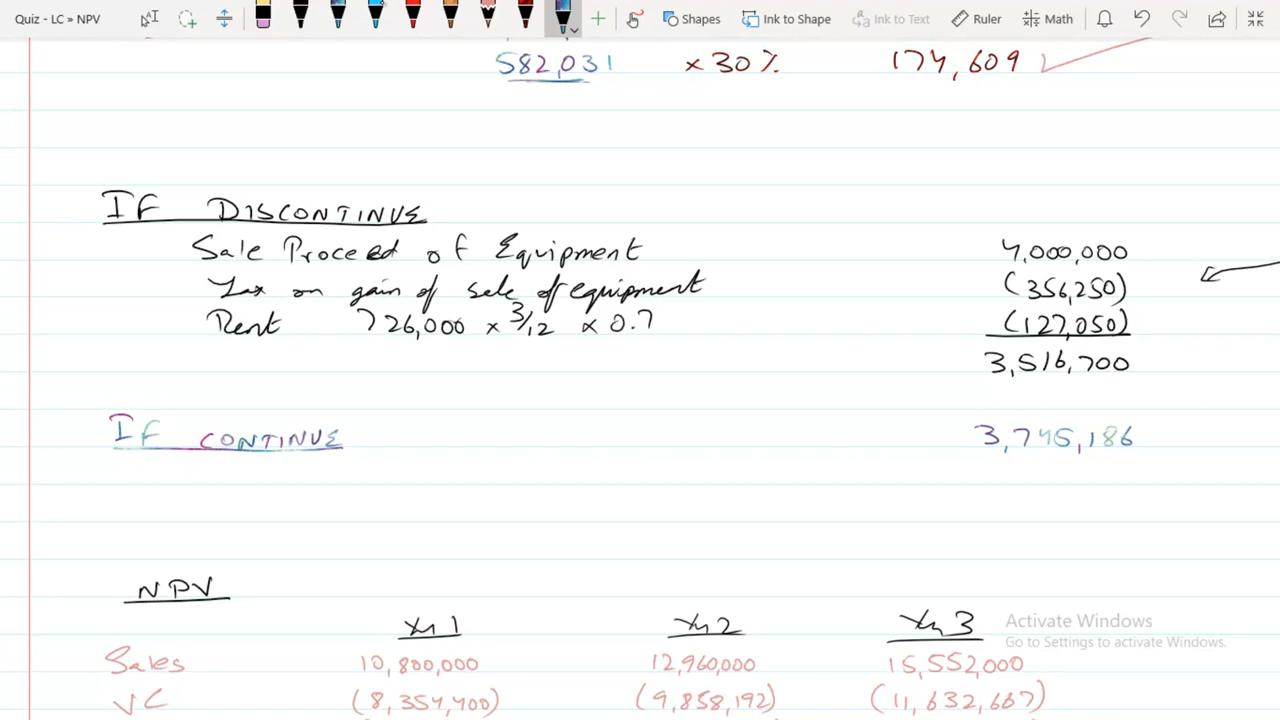 Quiz - LC » NPV Shapes Ink to Shape Ink to Text Ruler Math
582,031 x 30% 174,609
IF DISCONTINUE
Sale Proceed of Equipment 4,000,000
Tax on gain of sale of equipment (356,250)
Rent 726,000 x 3/12 x 0.7 (127,050)
3,516,700
IF CONTINUE 3,745,186
NPV
Yr 1 Yr 2 Yr 3
Activate Windows
Go to Settings to activate Windows.
Sales 10,800,000 12,960,000 15,552,000
VC (8,354,400) (9,858,192) (11,632,667)